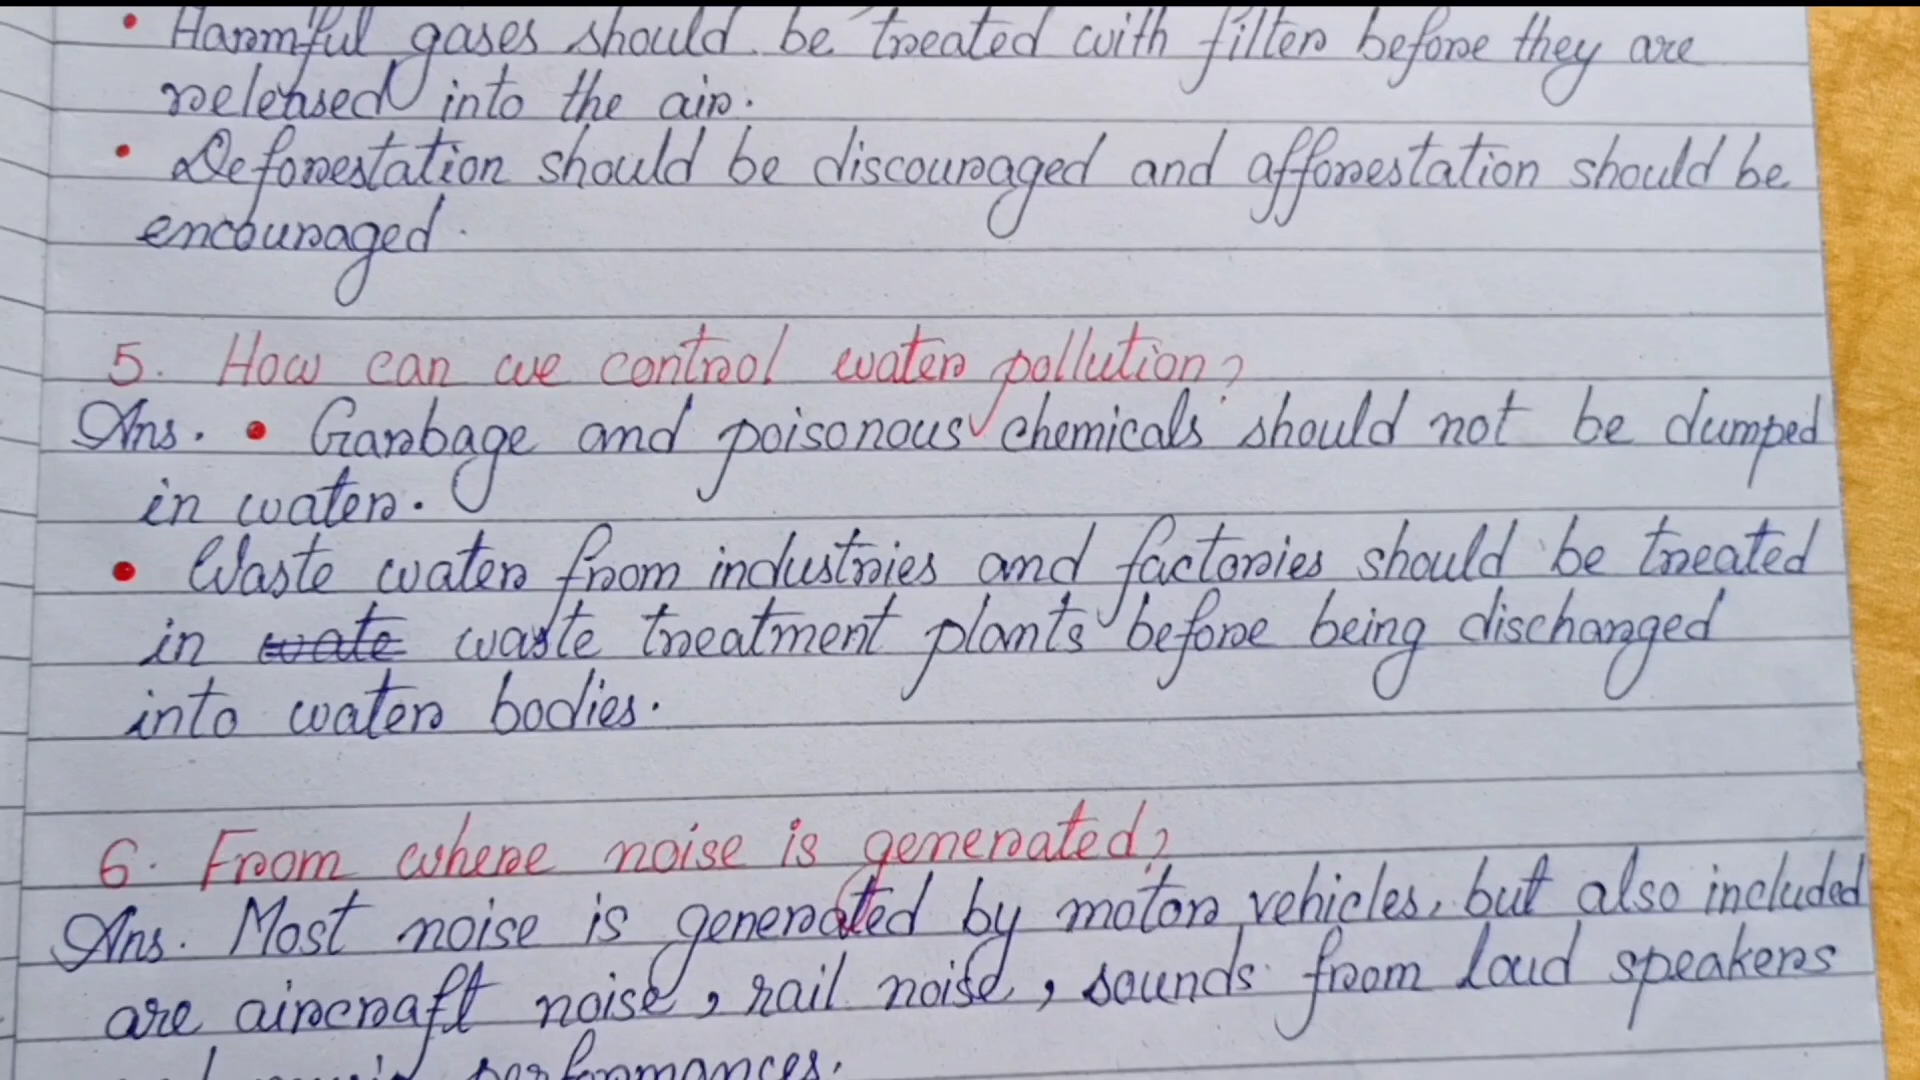 • Harmful gases should be treated with filter before they are
released into the air.
• Deforestation should be discouraged and afforestation should be
encouraged.
5. How can we control water pollution?
Ans. • Garbage and poisonous chemicals should not be dumped
in water.
• Waste water from industries and factories should be treated
in wate waste treatment plants before being discharged
into water bodies.
6. From where noise is generated?
Ans. Most noise is generated by motor vehicles, but also included
are aircraft noise, rail noise, sounds from loud speakers
and music performances.